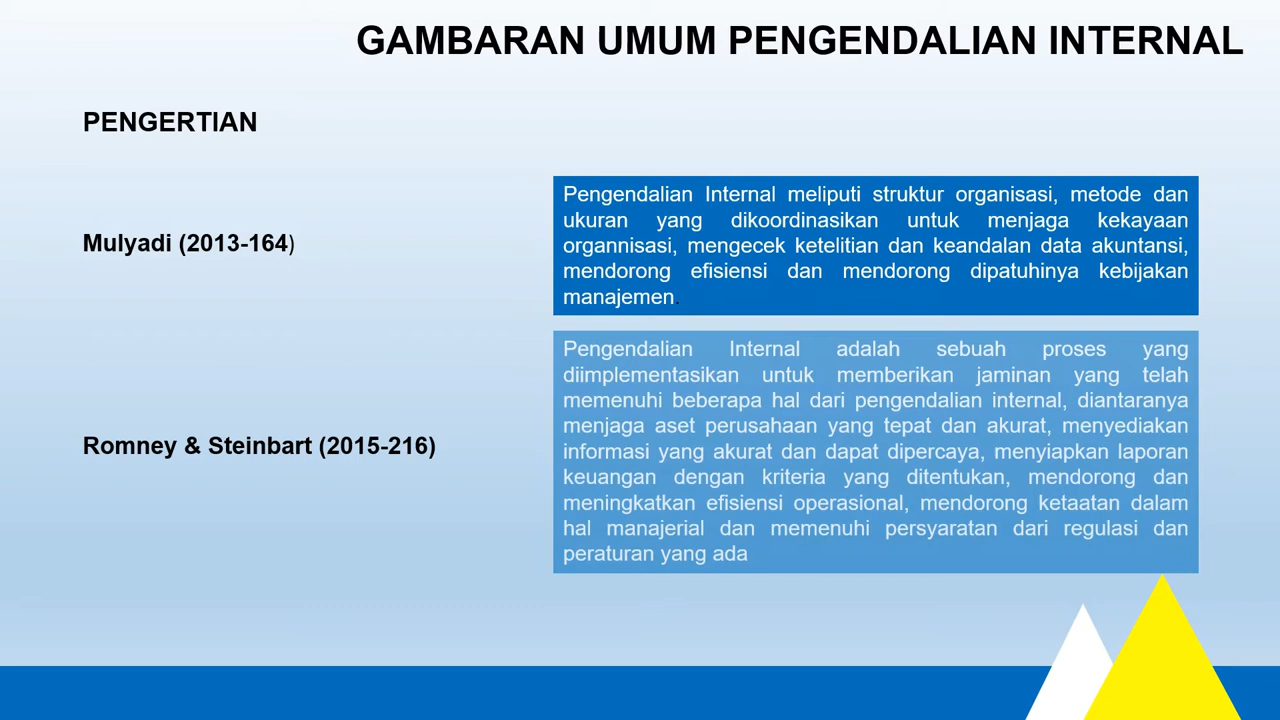 GAMBARAN UMUM PENGENDALIAN INTERNAL
PENGERTIAN
Mulyadi (2013-164)
Pengendalian Internal meliputi struktur organisasi, metode dan
ukuran yang dikoordinasikan untuk menjaga kekayaan
organnisasi, mengecek ketelitian dan keandalan data akuntansi,
mendorong efisiensi dan mendorong dipatuhinya kebijakan
manajemen.
Romney & Steinbart (2015-216)
Pengendalian Internal adalah sebuah proses yang
diimplementasikan untuk memberikan jaminan yang telah
memenuhi beberapa hal dari pengendalian internal, diantaranya
menjaga aset perusahaan yang tepat dan akurat, menyediakan
informasi yang akurat dan dapat dipercaya, menyiapkan laporan
keuangan dengan kriteria yang ditentukan, mendorong dan
meningkatkan efisiensi operasional, mendorong ketaatan dalam
hal manajerial dan memenuhi persyaratan dari regulasi dan
peraturan yang ada